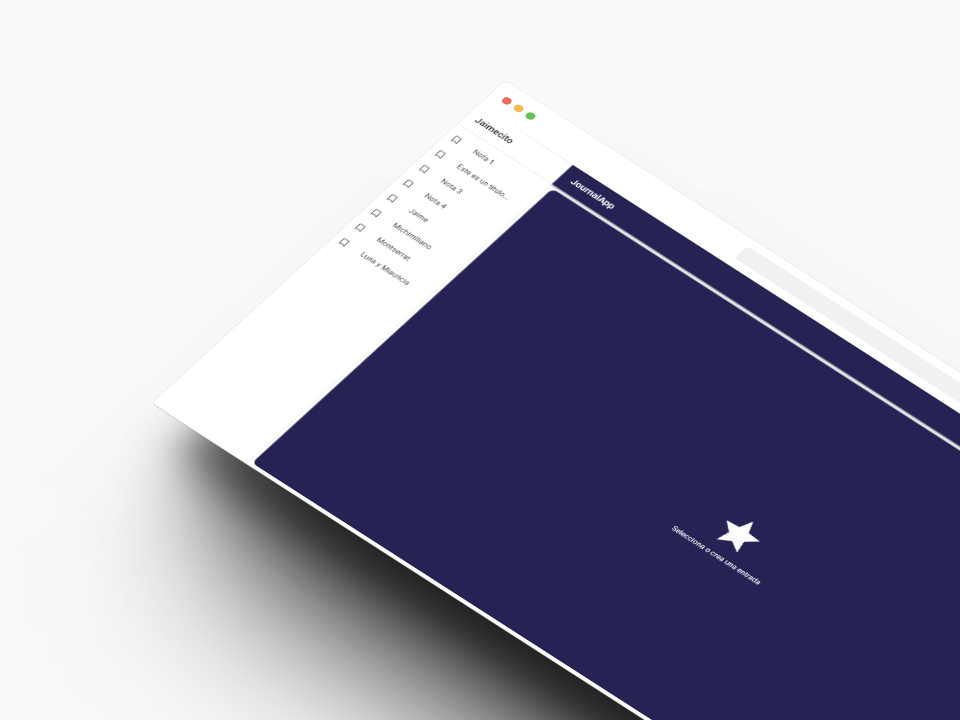 Jaimecito
Nota 1
Este es un titulo...
Nota 3
Nota 4
Jaime
Michimiliano
Montserrat
Luna y Miauricia
JournalApp
Selecciona o crea una entrada